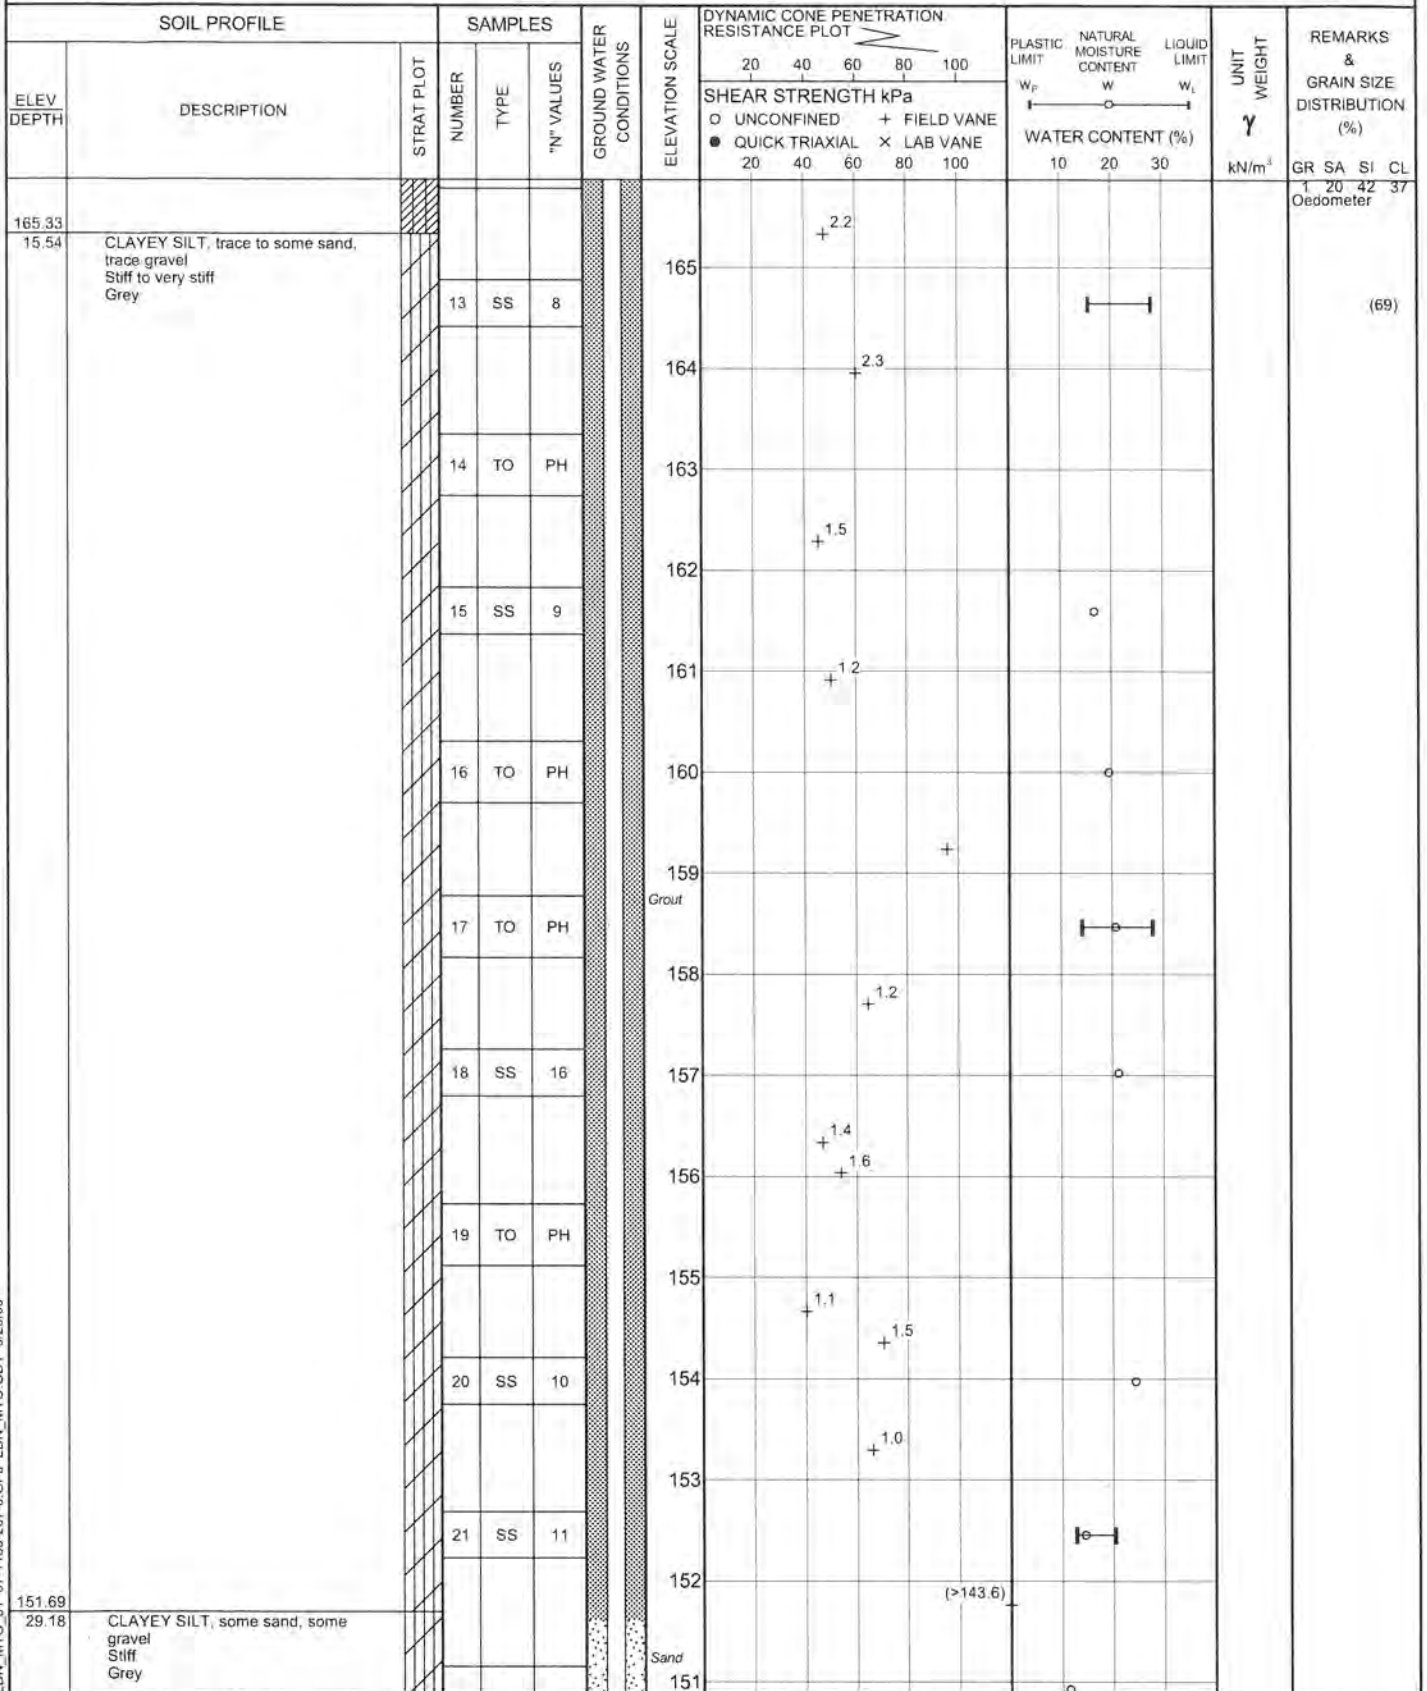 SOIL PROFILE
SAMPLES
GROUND WATER
CONDITIONS
ELEVATION SCALE
DYNAMIC CONE PENETRATION
RESISTANCE PLOT
20 40 60 80 100
SHEAR STRENGTH kPa
O UNCONFINED + FIELD VANE
● QUICK TRIAXIAL × LAB VANE
20 40 60 80 100
PLASTIC
LIMIT
NATURAL
MOISTURE
CONTENT
LIQUID
LIMIT
WP W WL
WATER CONTENT (%)
10 20 30
UNIT
WEIGHT
γ
kN/m³
REMARKS
&
GRAIN SIZE
DISTRIBUTION
(%)
GR SA SI CL
ELEV
DEPTH
DESCRIPTION
STRAT PLOT
NUMBER
TYPE
"N" VALUES
1 20 42 37
Oedometer
165.33
15.54
CLAYEY SILT, trace to some sand,
trace gravel
Stiff to very stiff
Grey
2.2
165
13 SS 8
(69)
164
2.3
14 TO PH
163
1.5
162
15 SS 9
161
1.2
16 TO PH
160
159
Grout
17 TO PH
158
1.2
18 SS 16
157
1.4
1.6
156
19 TO PH
155
1.1
1.5
20 SS 10
154
1.0
153
21 SS 11
152
(>143.6)
151.69
29.18
CLAYEY SILT, some sand, some
gravel
Stiff
Grey
Sand
151